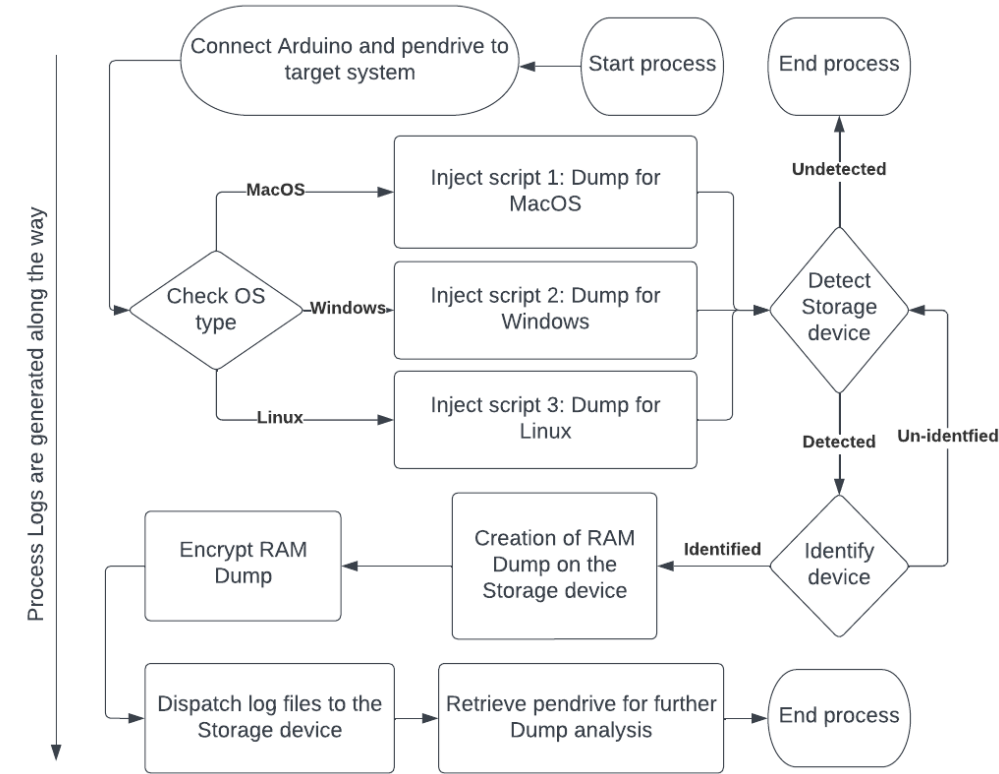 Connect Arduino and pendrive to
target system
Start process
End process
Undetected
MacOS
Inject script 1: Dump for
MacOS
Check OS
type
Windows
Inject script 2: Dump for
Windows
Detect
Storage
device
Linux
Inject script 3: Dump for
Linux
Detected
Un-identfied
Process Logs are generated along the way
Identify
device
Identified
Creation of RAM
Dump on the
Storage device
Encrypt RAM
Dump
Dispatch log files to the
Storage device
Retrieve pendrive for further
Dump analysis
End process